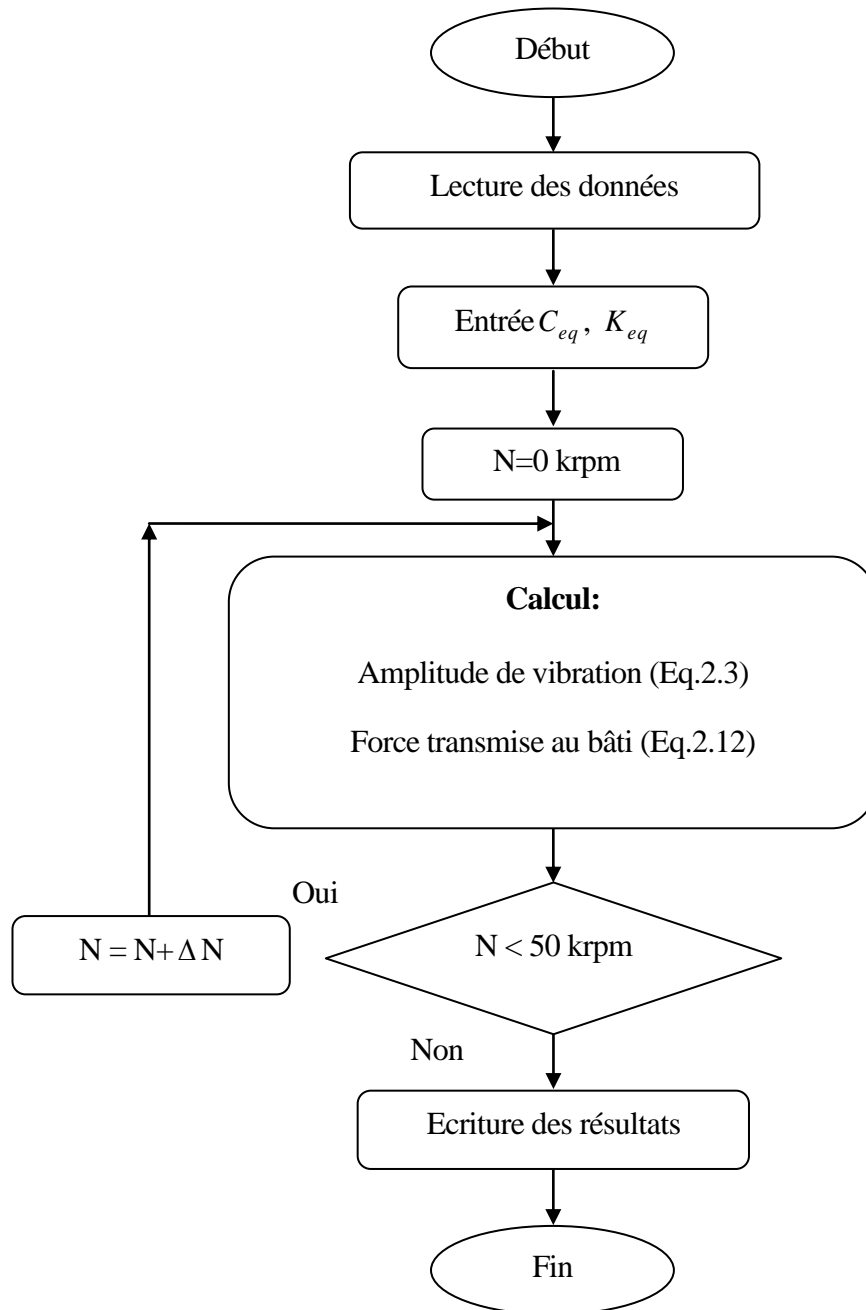 Début
Lecture des données
Entrée C_eq , K_eq
N=0 krpm
Calcul:
Amplitude de vibration (Eq.2.3)
Force transmise au bâti (Eq.2.12)
Oui
N = N+ Δ N
N < 50 krpm
Non
Ecriture des résultats
Fin